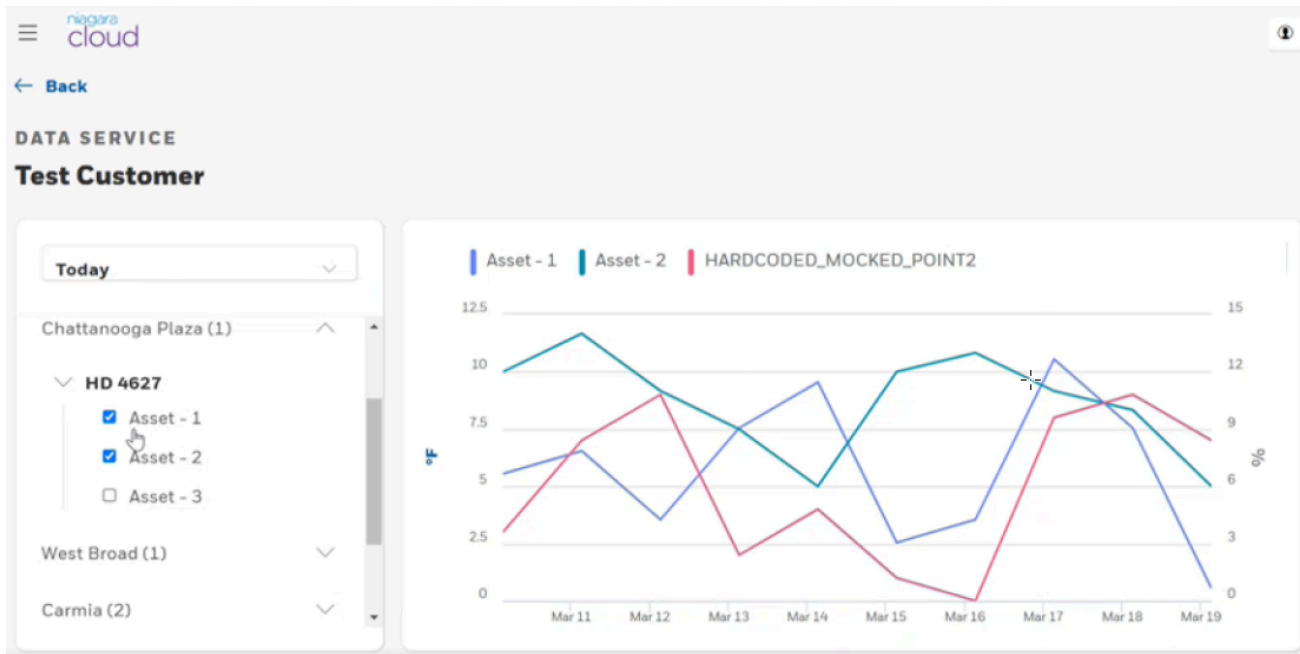 niagara
cloud
← Back
DATA SERVICE
Test Customer
Today
Chattanooga Plaza (1)
HD 4627
Asset - 1
Asset - 2
Asset - 3
West Broad (1)
Carmia (2)
Asset - 1 Asset - 2 HARDCODED_MOCKED_POINT2
12.5 15
10 12
7.5 9
°F %
5 6
2.5 3
0 0
Mar 11 Mar 12 Mar 13 Mar 14 Mar 15 Mar 16 Mar 17 Mar 18 Mar 19